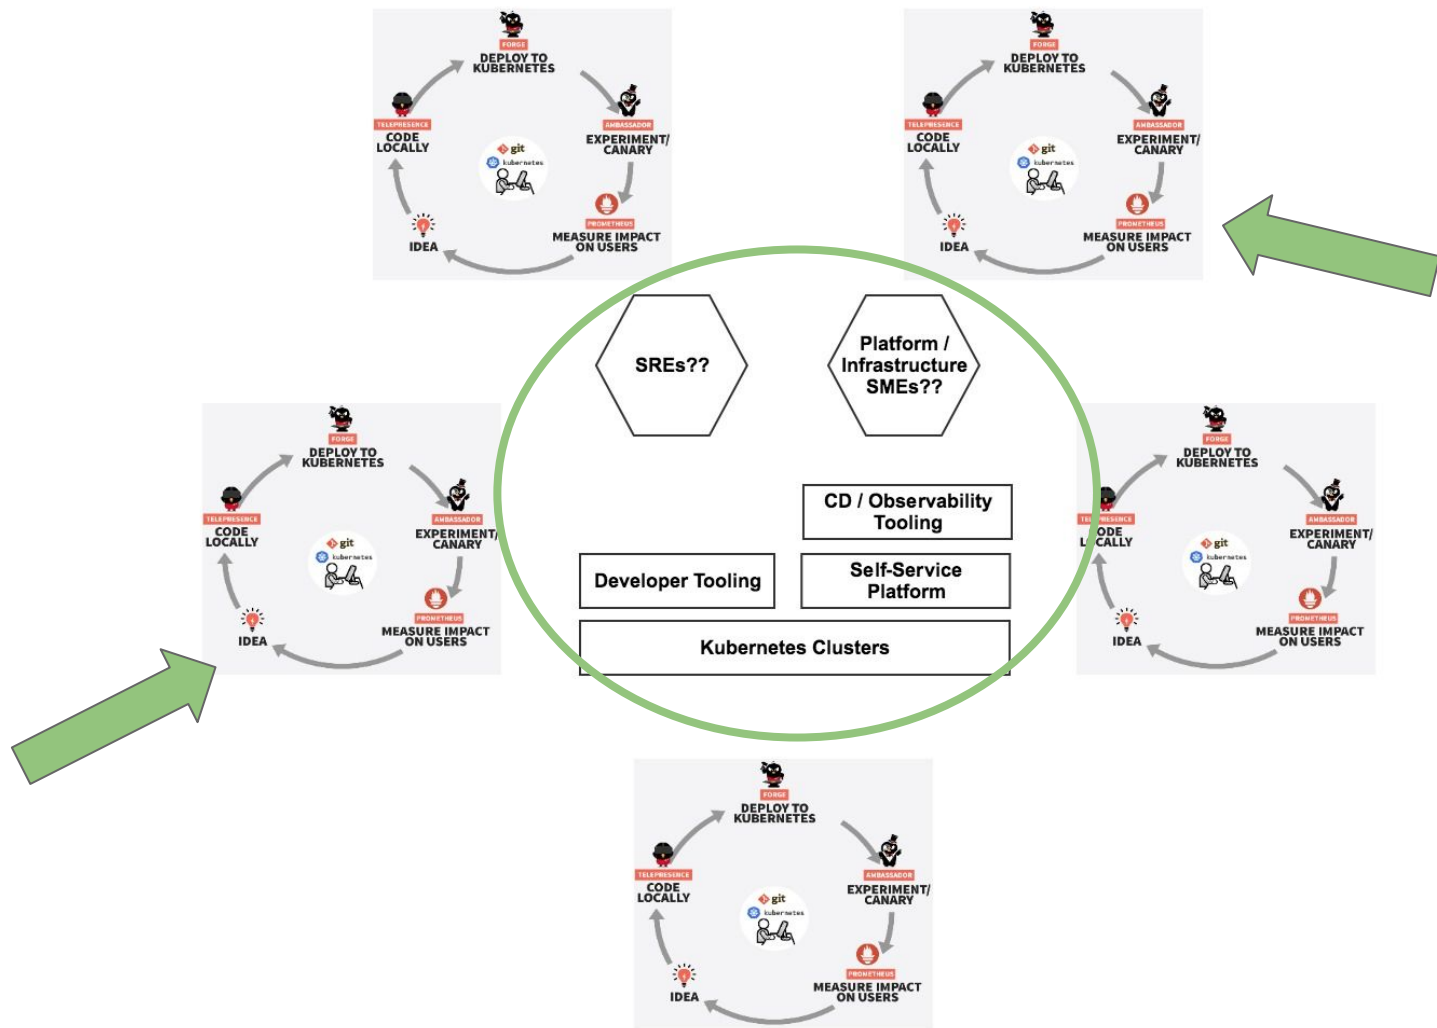 FORGE
DEPLOY TO
KUBERNETES
TELEPRESENCE
CODE
LOCALLY
AMBASSADOR
EXPERIMENT/
CANARY
git
kubernetes
PROMETHEUS
MEASURE IMPACT
ON USERS
IDEA
FORGE
DEPLOY TO
KUBERNETES
TELEPRESENCE
CODE
LOCALLY
AMBASSADOR
EXPERIMENT/
CANARY
git
kubernetes
PROMETHEUS
MEASURE IMPACT
ON USERS
IDEA
SREs??
Platform /
Infrastructure
SMEs??
FORGE
DEPLOY TO
KUBERNETES
TELEPRESENCE
CODE
LOCALLY
AMBASSADOR
EXPERIMENT/
CANARY
git
kubernetes
PROMETHEUS
MEASURE IMPACT
ON USERS
IDEA
CD / Observability
Tooling
Developer Tooling
Self-Service
Platform
Kubernetes Clusters
FORGE
DEPLOY TO
KUBERNETES
TELEPRESENCE
CODE
LOCALLY
AMBASSADOR
EXPERIMENT/
CANARY
git
kubernetes
PROMETHEUS
MEASURE IMPACT
ON USERS
IDEA
FORGE
DEPLOY TO
KUBERNETES
TELEPRESENCE
CODE
LOCALLY
AMBASSADOR
EXPERIMENT/
CANARY
git
kubernetes
PROMETHEUS
MEASURE IMPACT
ON USERS
IDEA